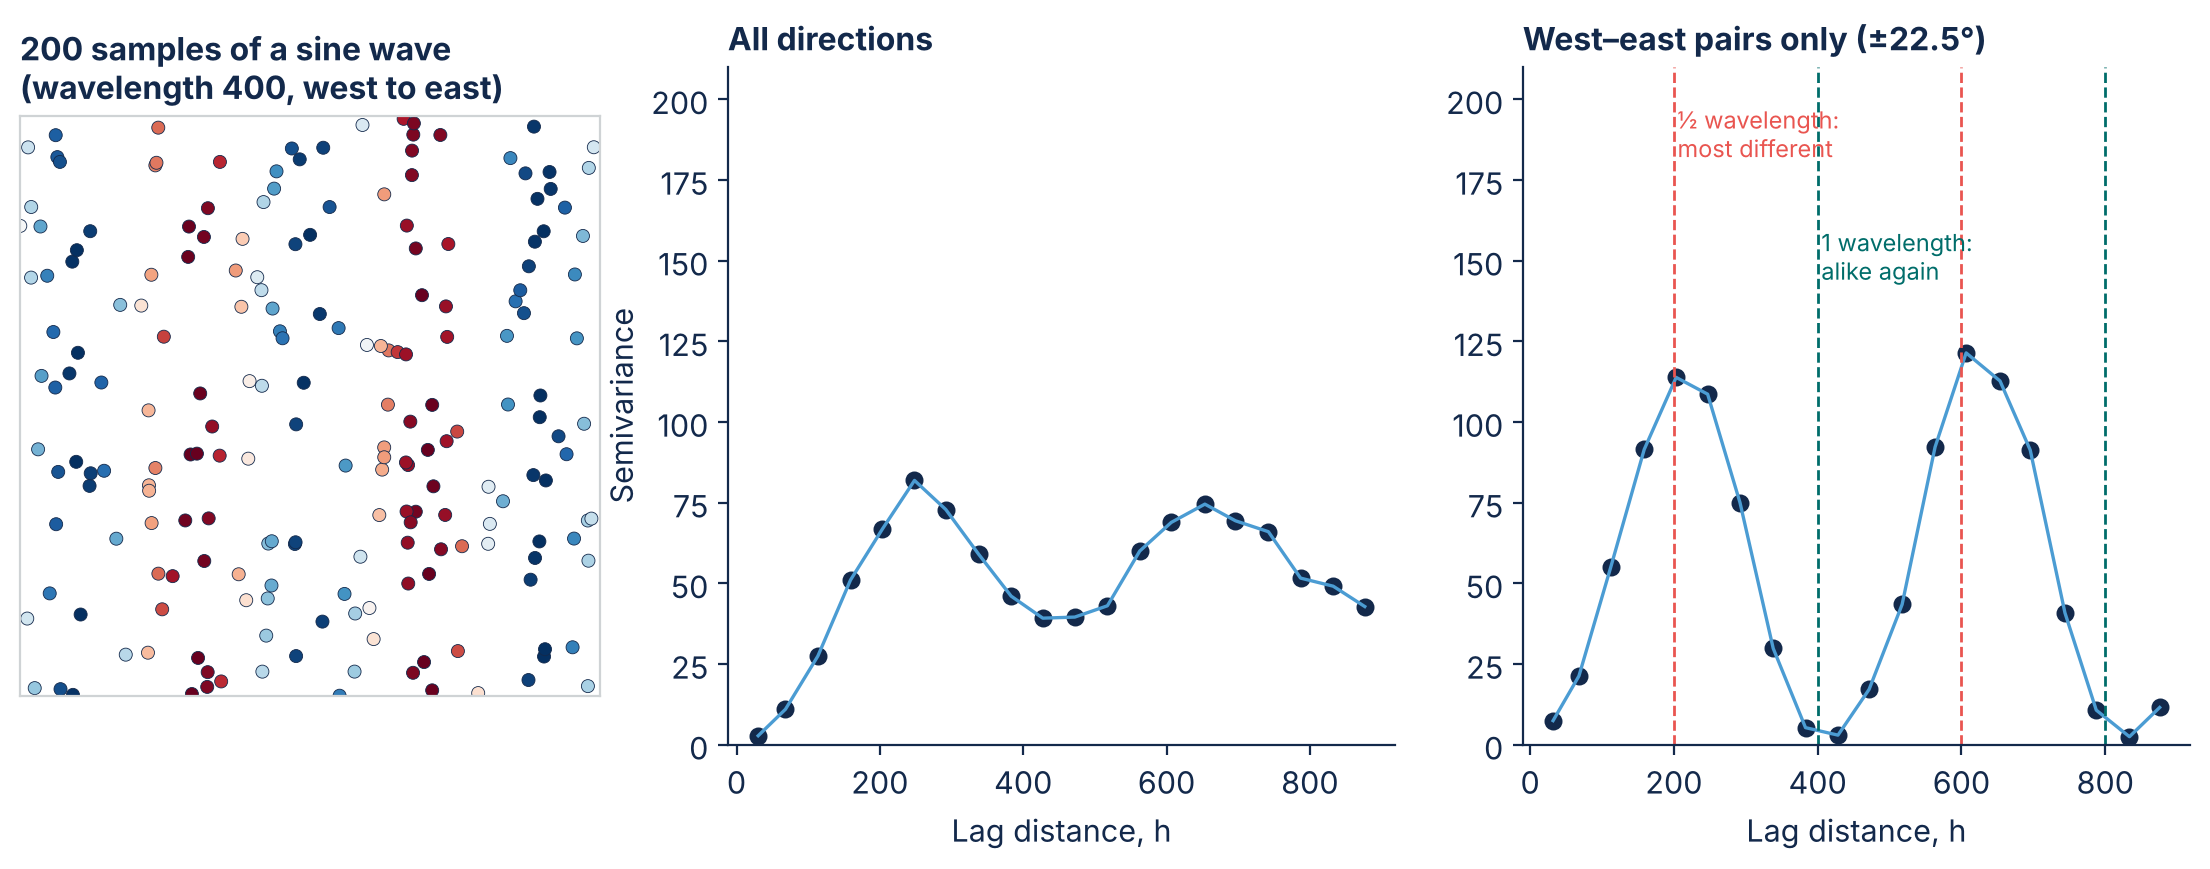 200 samples of a sine wave
(wavelength 400, west to east)
All directions
Semivariance
200
175
150
125
100
75
50
25
0
0 200 400 600 800
Lag distance, h
West–east pairs only (±22.5°)
½ wavelength:
most different
1 wavelength:
alike again
200
175
150
125
100
75
50
25
0
0 200 400 600 800
Lag distance, h